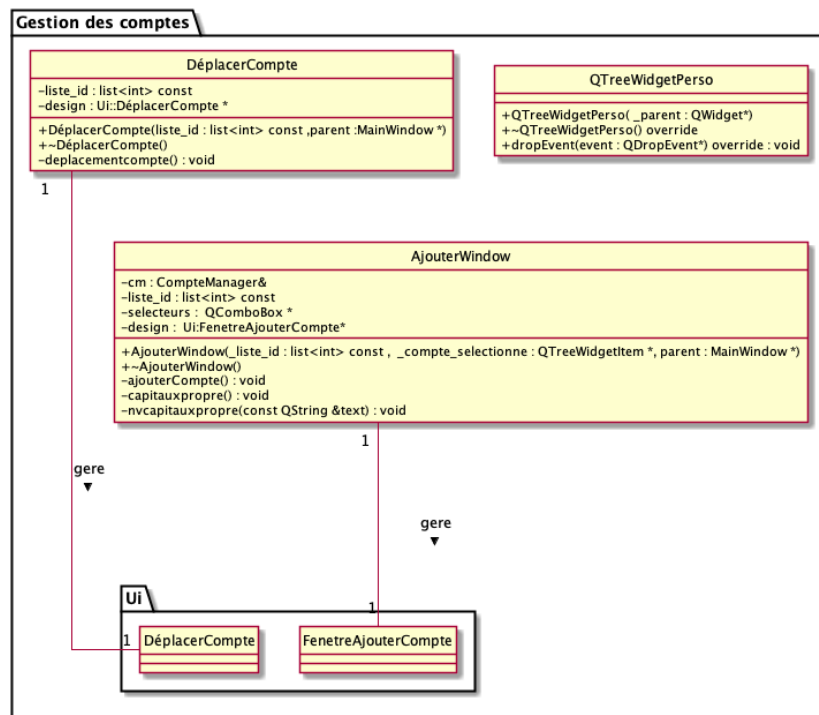 Gestion des comptes
DéplacerCompte
-liste_id : list<int> const
-design : Ui::DéplacerCompte *
+DéplacerCompte(liste_id : list<int> const ,parent :MainWindow *)
+~DéplacerCompte()
-deplacementcompte() : void
QTreeWidgetPerso
+QTreeWidgetPerso( _parent : QWidget*)
+~QTreeWidgetPerso() override
+dropEvent(event : QDropEvent*) override : void
1
AjouterWindow
-cm : CompteManager&
-liste_id : list<int> const
-selecteurs :  QComboBox *
-design :  Ui:FenetreAjouterCompte*
+AjouterWindow(_liste_id : list<int> const ,  _compte_selectionne : QTreeWidgetItem *, parent : MainWindow *)
+~AjouterWindow()
-ajouterCompte() : void
-capitauxpropre() : void
-nvcapitauxpropre(const QString &text) : void
1
gere
gere
Ui
1
1
DéplacerCompte
FenetreAjouterCompte